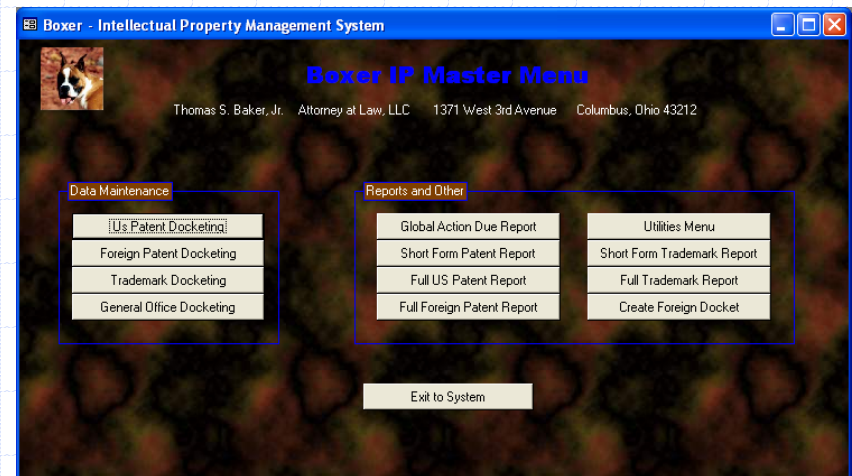 Boxer - Intellectual Property Management System
Boxer IP Master Menu
Thomas S. Baker, Jr. Attorney at Law, LLC 1371 West 3rd Avenue Columbus, Ohio 43212
Data Maintenance
Us Patent Docketing
Foreign Patent Docketing
Trademark Docketing
General Office Docketing
Reports and Other
Global Action Due Report
Utilities Menu
Short Form Patent Report
Short Form Trademark Report
Full US Patent Report
Full Trademark Report
Full Foreign Patent Report
Create Foreign Docket
Exit to System